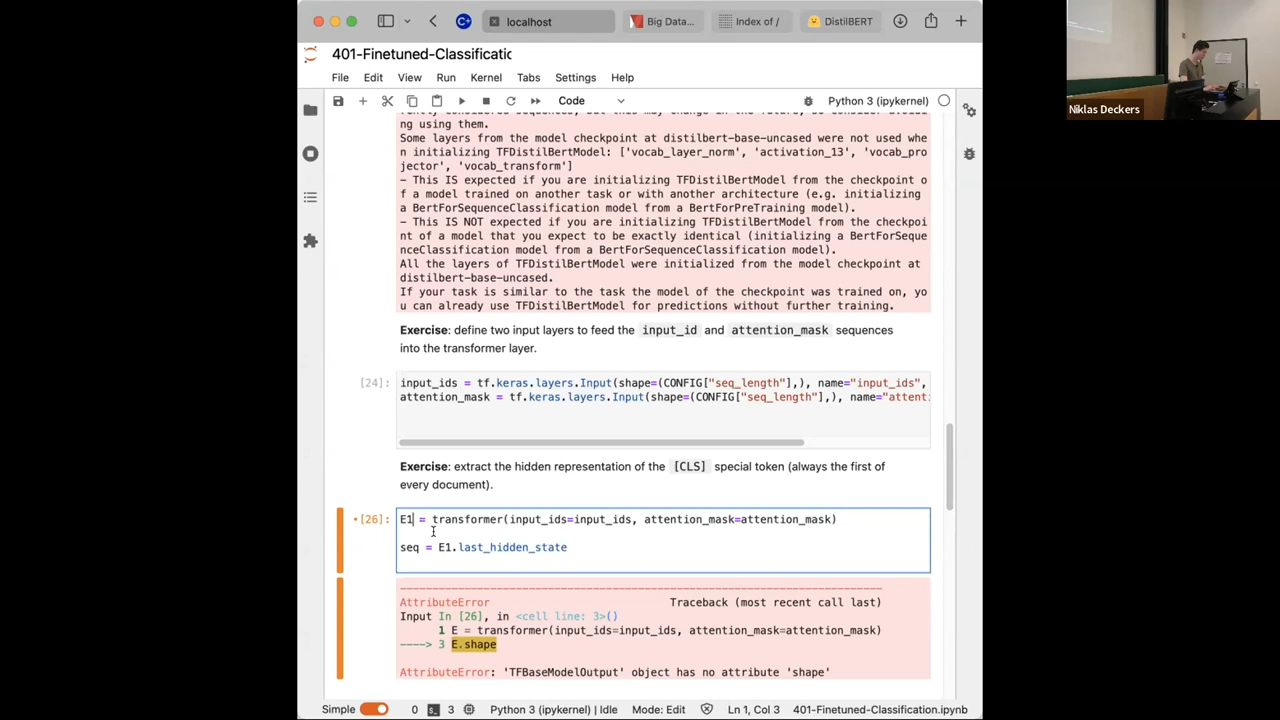 localhost
Big Data...
Index of /
DistilBERT
401-Finetuned-Classificatic
File Edit View Run Kernel Tabs Settings Help
Code
Python 3 (ipykernel)
ng using them.
Some layers from the model checkpoint at distilbert-base-uncased were not used whe
n initializing TFDistilBertModel: ['vocab_layer_norm', 'activation_13', 'vocab_pro
jector', 'vocab_transform']
- This IS expected if you are initializing TFDistilBertModel from the checkpoint o
f a model trained on another task or with another architecture (e.g. initializing
a BertForSequenceClassification model from a BertForPreTraining model).
- This IS NOT expected if you are initializing TFDistilBertModel from the checkpoi
nt of a model that you expect to be exactly identical (initializing a BertForSeque
nceClassification model from a BertForSequenceClassification model).
All the layers of TFDistilBertModel were initialized from the model checkpoint at
distilbert-base-uncased.
If your task is similar to the task the model of the checkpoint was trained on, yo
u can already use TFDistilBertModel for predictions without further training.
Exercise: define two input layers to feed the input_id and attention_mask sequences
into the transformer layer.
[24]:
input_ids = tf.keras.layers.Input(shape=(CONFIG["seq_length"],), name="input_ids",
attention_mask = tf.keras.layers.Input(shape=(CONFIG["seq_length"],), name="attent
Exercise: extract the hidden representation of the [CLS] special token (always the first of
every document).
[26]:
E1 = transformer(input_ids=input_ids, attention_mask=attention_mask)
seq = E1.last_hidden_state
AttributeError Traceback (most recent call last)
Input In [26], in <cell line: 3>()
1 E = transformer(input_ids=input_ids, attention_mask=attention_mask)
----> 3 E.shape
AttributeError: 'TFBaseModelOutput' object has no attribute 'shape'
Simple 0 3 Python 3 (ipykernel) | Idle Mode: Edit Ln 1, Col 3 401-Finetuned-Classification.ipynb
Niklas Deckers